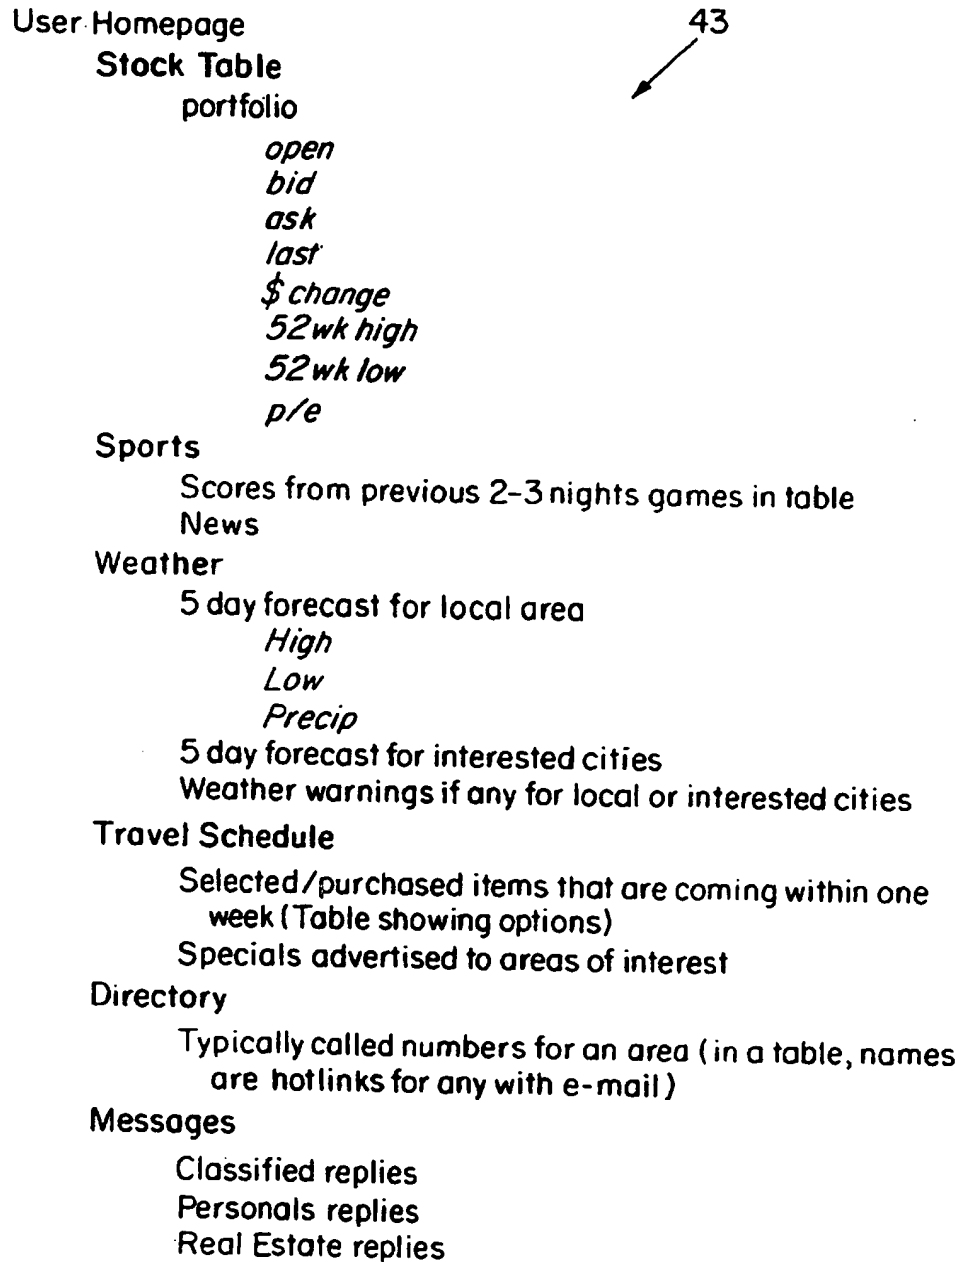 User Homepage
43
Stock Table
portfolio
open
bid
ask
last
$ change
52wk high
52wk low
p/e
Sports
Scores from previous 2-3 nights games in table
News
Weather
5 day forecast for local area
High
Low
Precip
5 day forecast for interested cities
Weather warnings if any for local or interested cities
Travel Schedule
Selected/purchased items that are coming within one
week (Table showing options)
Specials advertised to areas of interest
Directory
Typically called numbers for an area (in a table, names
are hotlinks for any with e-mail)
Messages
Classified replies
Personals replies
Real Estate replies